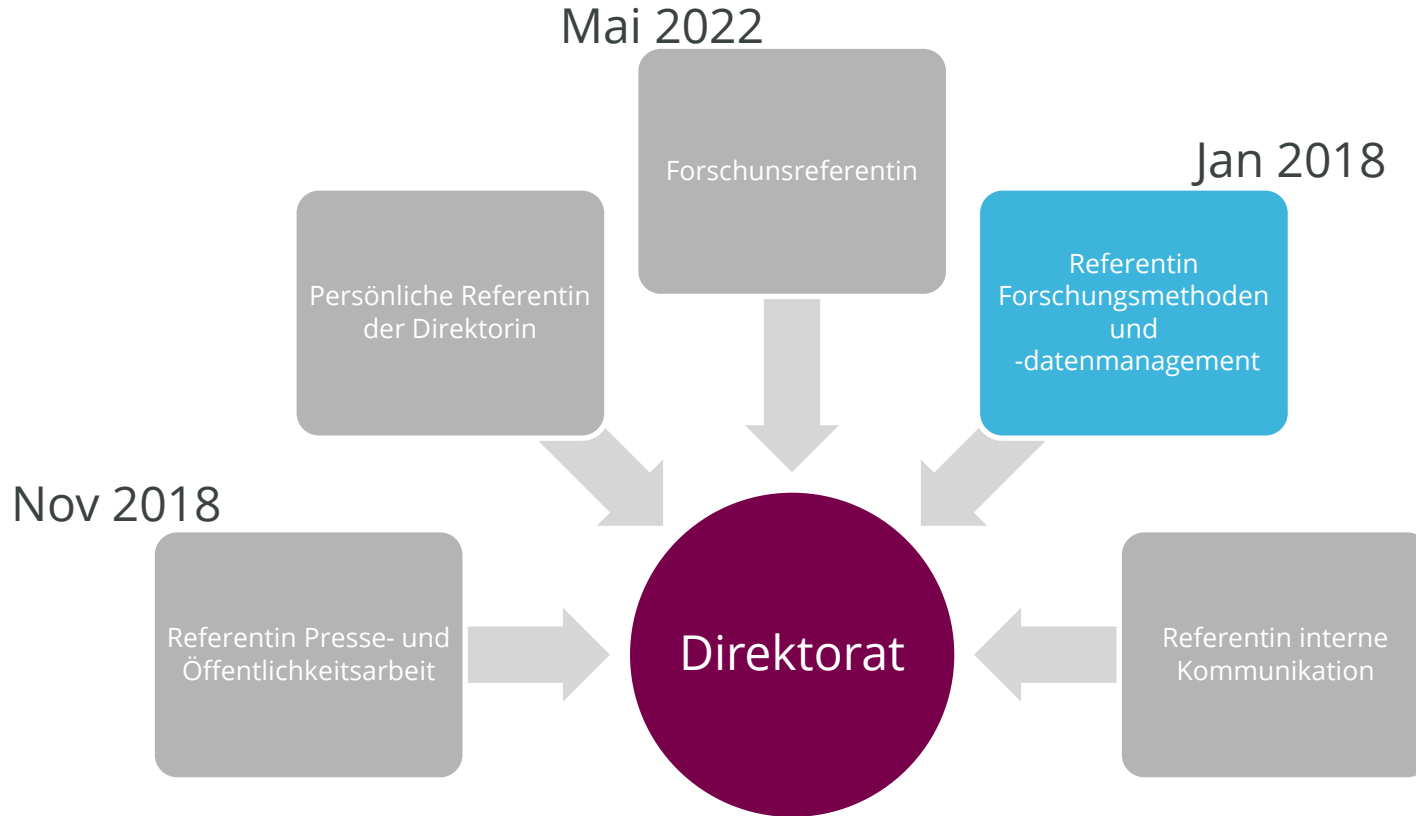 Mai 2022
Forschunsreferentin
Jan 2018
Referentin
Forschungsmethoden
und
-datenmanagement
Persönliche Referentin
der Direktorin
Nov 2018
Referentin Presse- und
Öffentlichkeitsarbeit
Direktorat
Referentin interne
Kommunikation